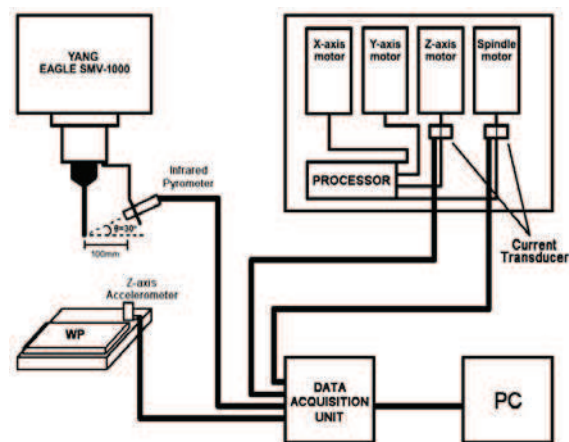 YANG
EAGLE SMV-1000
X-axis
motor
Y-axis
motor
Z-axis
motor
Spindle
motor
PROCESSOR
Infrared
Pyrometer
θ=30°
100mm
Current
Transducer
Z-axis
Accelerometer
WP
DATA
ACQUISITION
UNIT
PC